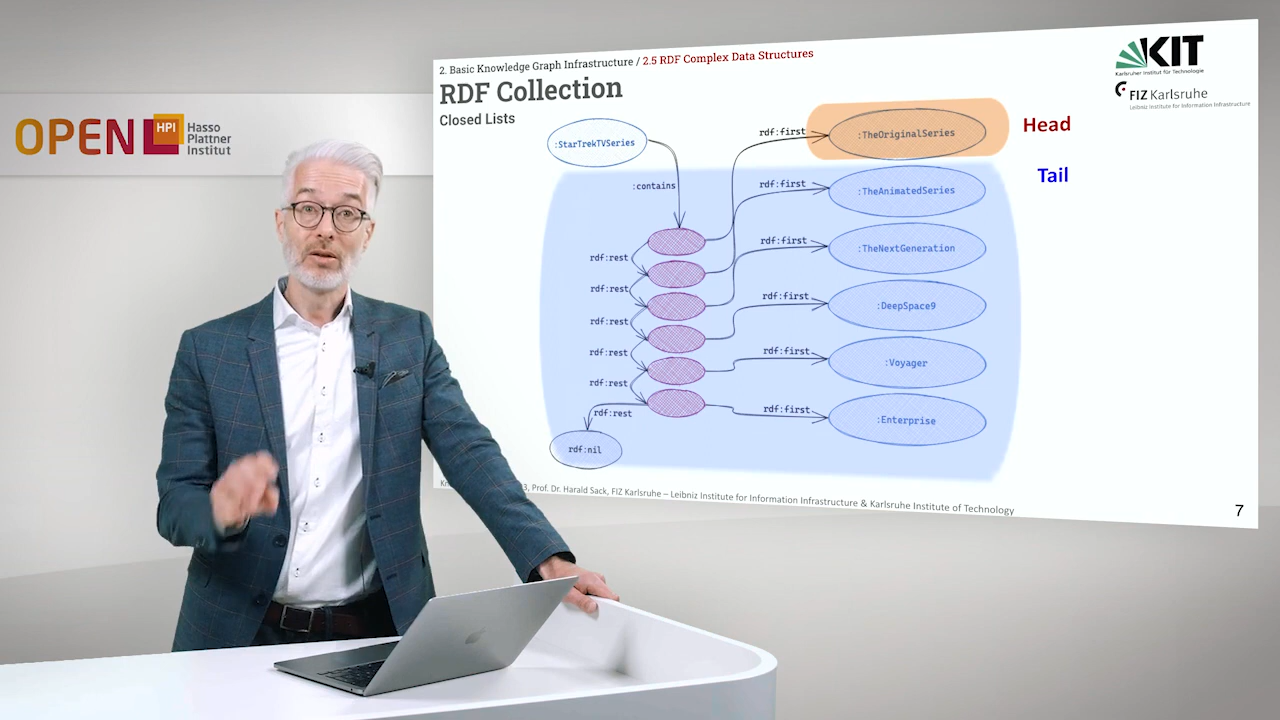 OPEN HPI Hasso
Plattner
Institut
2. Basic Knowledge Graph Infrastructure / 2.5 RDF Complex Data Structures
RDF Collection
Closed Lists
KIT
Karlsruher Institut für Technologie
FIZ Karlsruhe
Leibniz Institute for Information Infrastructure
:StarTrekTVSeries
:contains
rdf:first
:TheOriginalSeries
Head
rdf:first
:TheAnimatedSeries
Tail
rdf:first
:TheNextGeneration
rdf:first
:DeepSpace9
rdf:first
:Voyager
rdf:first
:Enterprise
rdf:rest
rdf:rest
rdf:rest
rdf:rest
rdf:rest
rdf:rest
rdf:nil
3, Prof. Dr. Harald Sack, FIZ Karlsruhe – Leibniz Institute for Information Infrastructure & Karlsruhe Institute of Technology
7